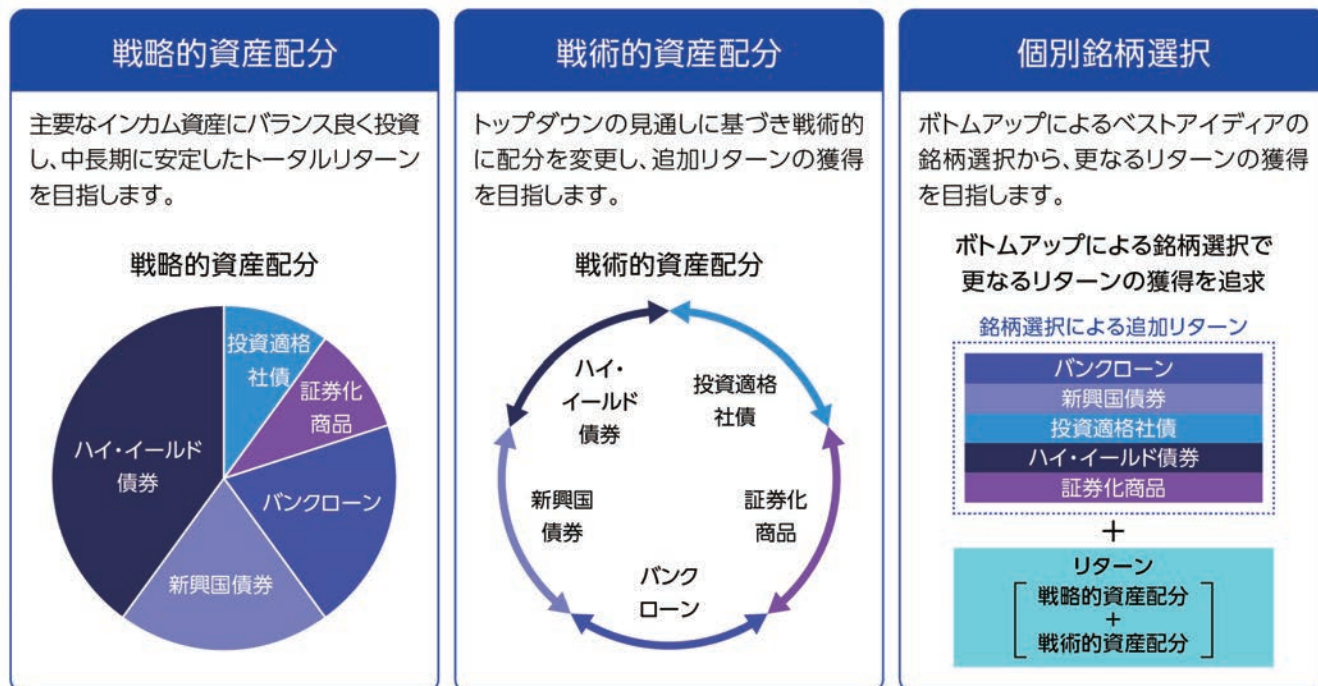 戦略的資産配分
主要なインカム資産にバランス良く投資
し、中長期に安定したトータルリターン
を目指します。
戦略的資産配分
投資適格
社債
証券化
商品
ハイ・イールド
債券
バンクローン
新興国債券
戦術的資産配分
トップダウンの見通しに基づき戦術的
に配分を変更し、追加リターンの獲得
を目指します。
戦術的資産配分
ハイ・
イールド
債券
投資適格
社債
新興国
債券
証券化
商品
バンク
ローン
個別銘柄選択
ボトムアップによるベストアイディアの
銘柄選択から、更なるリターンの獲得
を目指します。
ボトムアップによる銘柄選択で
更なるリターンの獲得を追求
銘柄選択による追加リターン
バンクローン
新興国債券
投資適格社債
ハイ・イールド債券
証券化商品
+
リターン
戦略的資産配分
+
戦術的資産配分